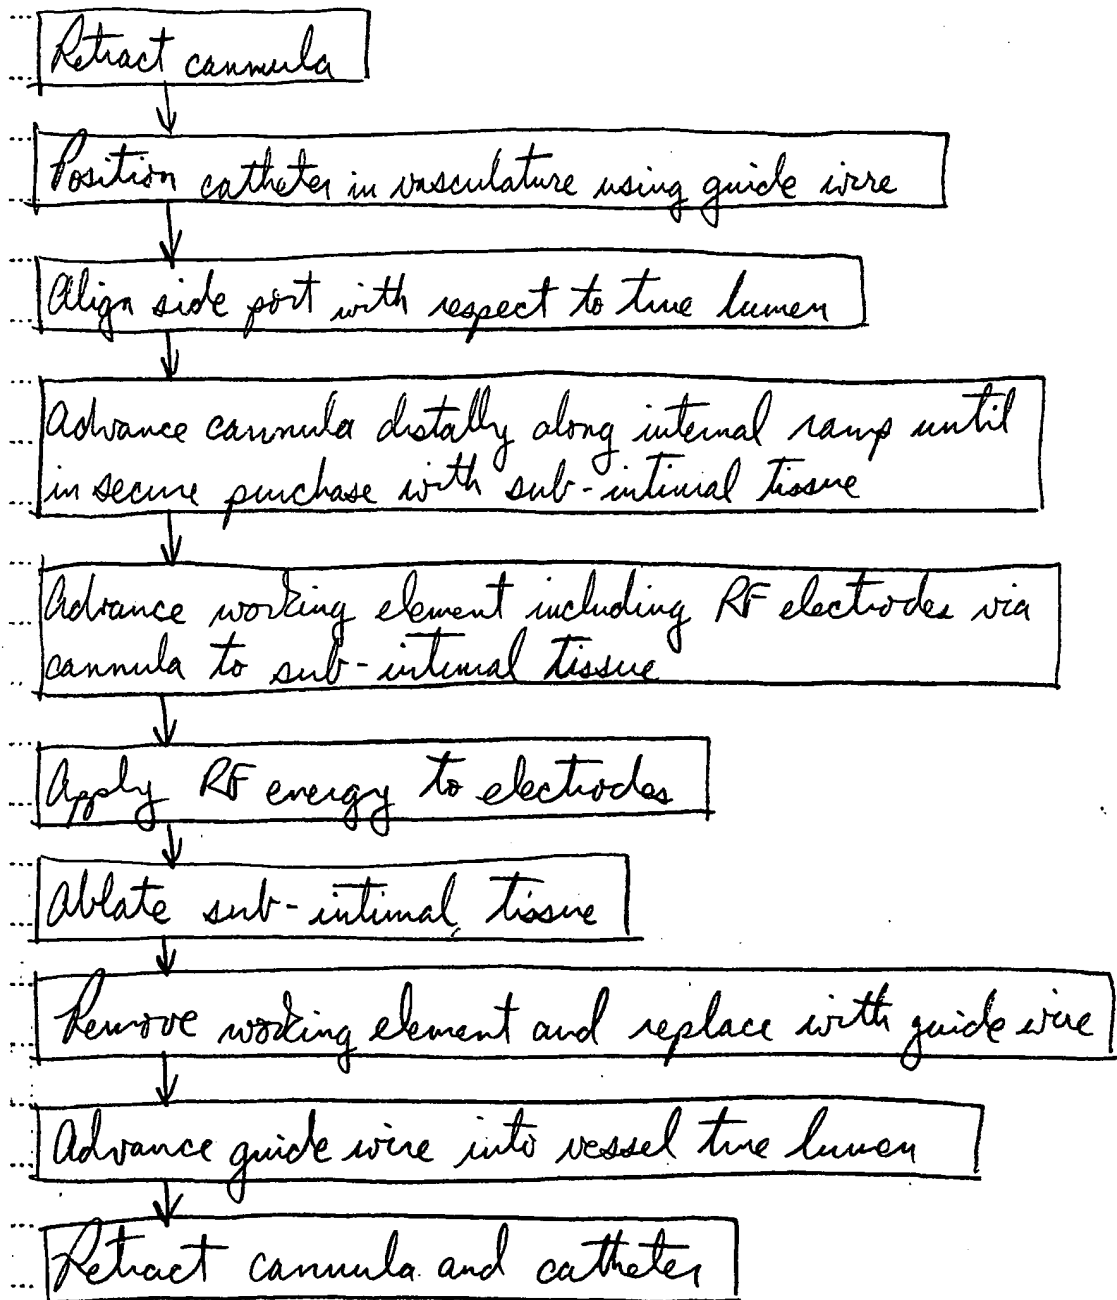 Retract cannula
Position catheter in vasculature using guide wire
Align side port with respect to true lumen
Advance cannula distally along internal ramp until
in secure purchase with sub-intimal tissue
Advance working element including RF electrodes via
cannula to sub-intimal tissue
Apply RF energy to electrodes
Ablate sub-intimal tissue
Remove working element and replace with guide wire
Advance guide wire into vessel true lumen
Retract cannula and catheter